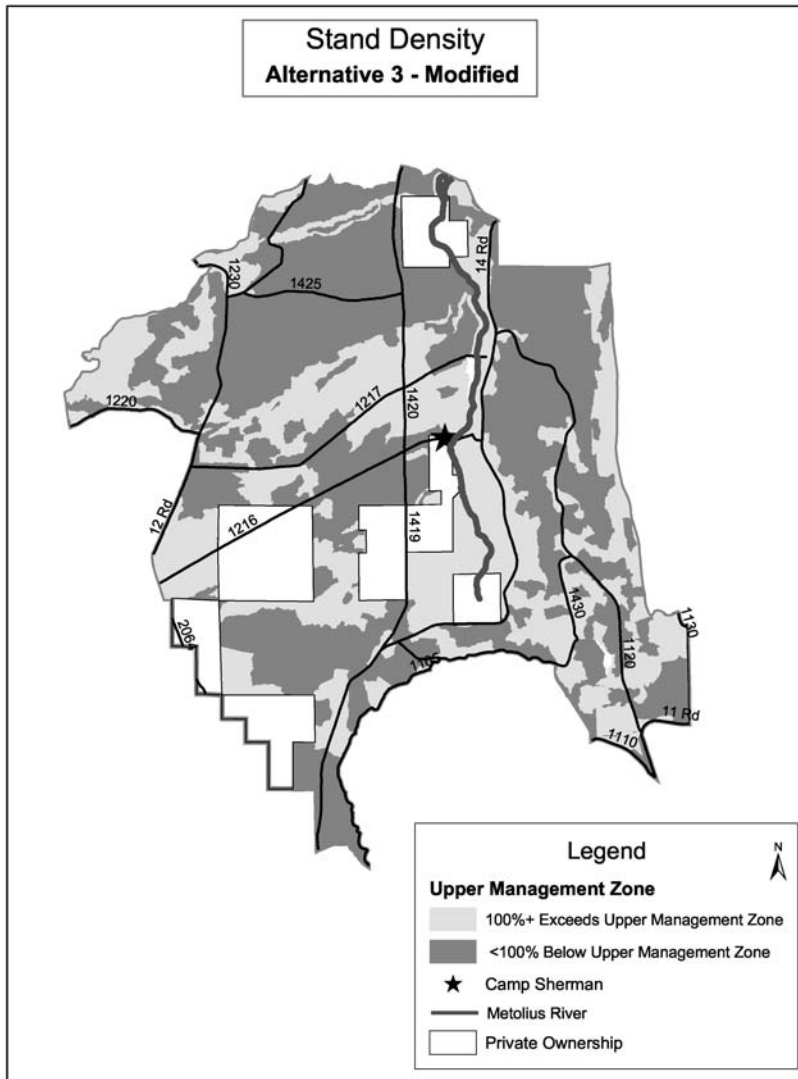 Stand Density
Alternative 3 - Modified
14 Rd
1230
1425
1217
1420
1220
12 Rd
1216
1419
2064
1430
1120
1130
11 Rd
1110
Legend
N
Upper Management Zone
100%+ Exceeds Upper Management Zone
<100% Below Upper Management Zone
Camp Sherman
Metolius River
Private Ownership